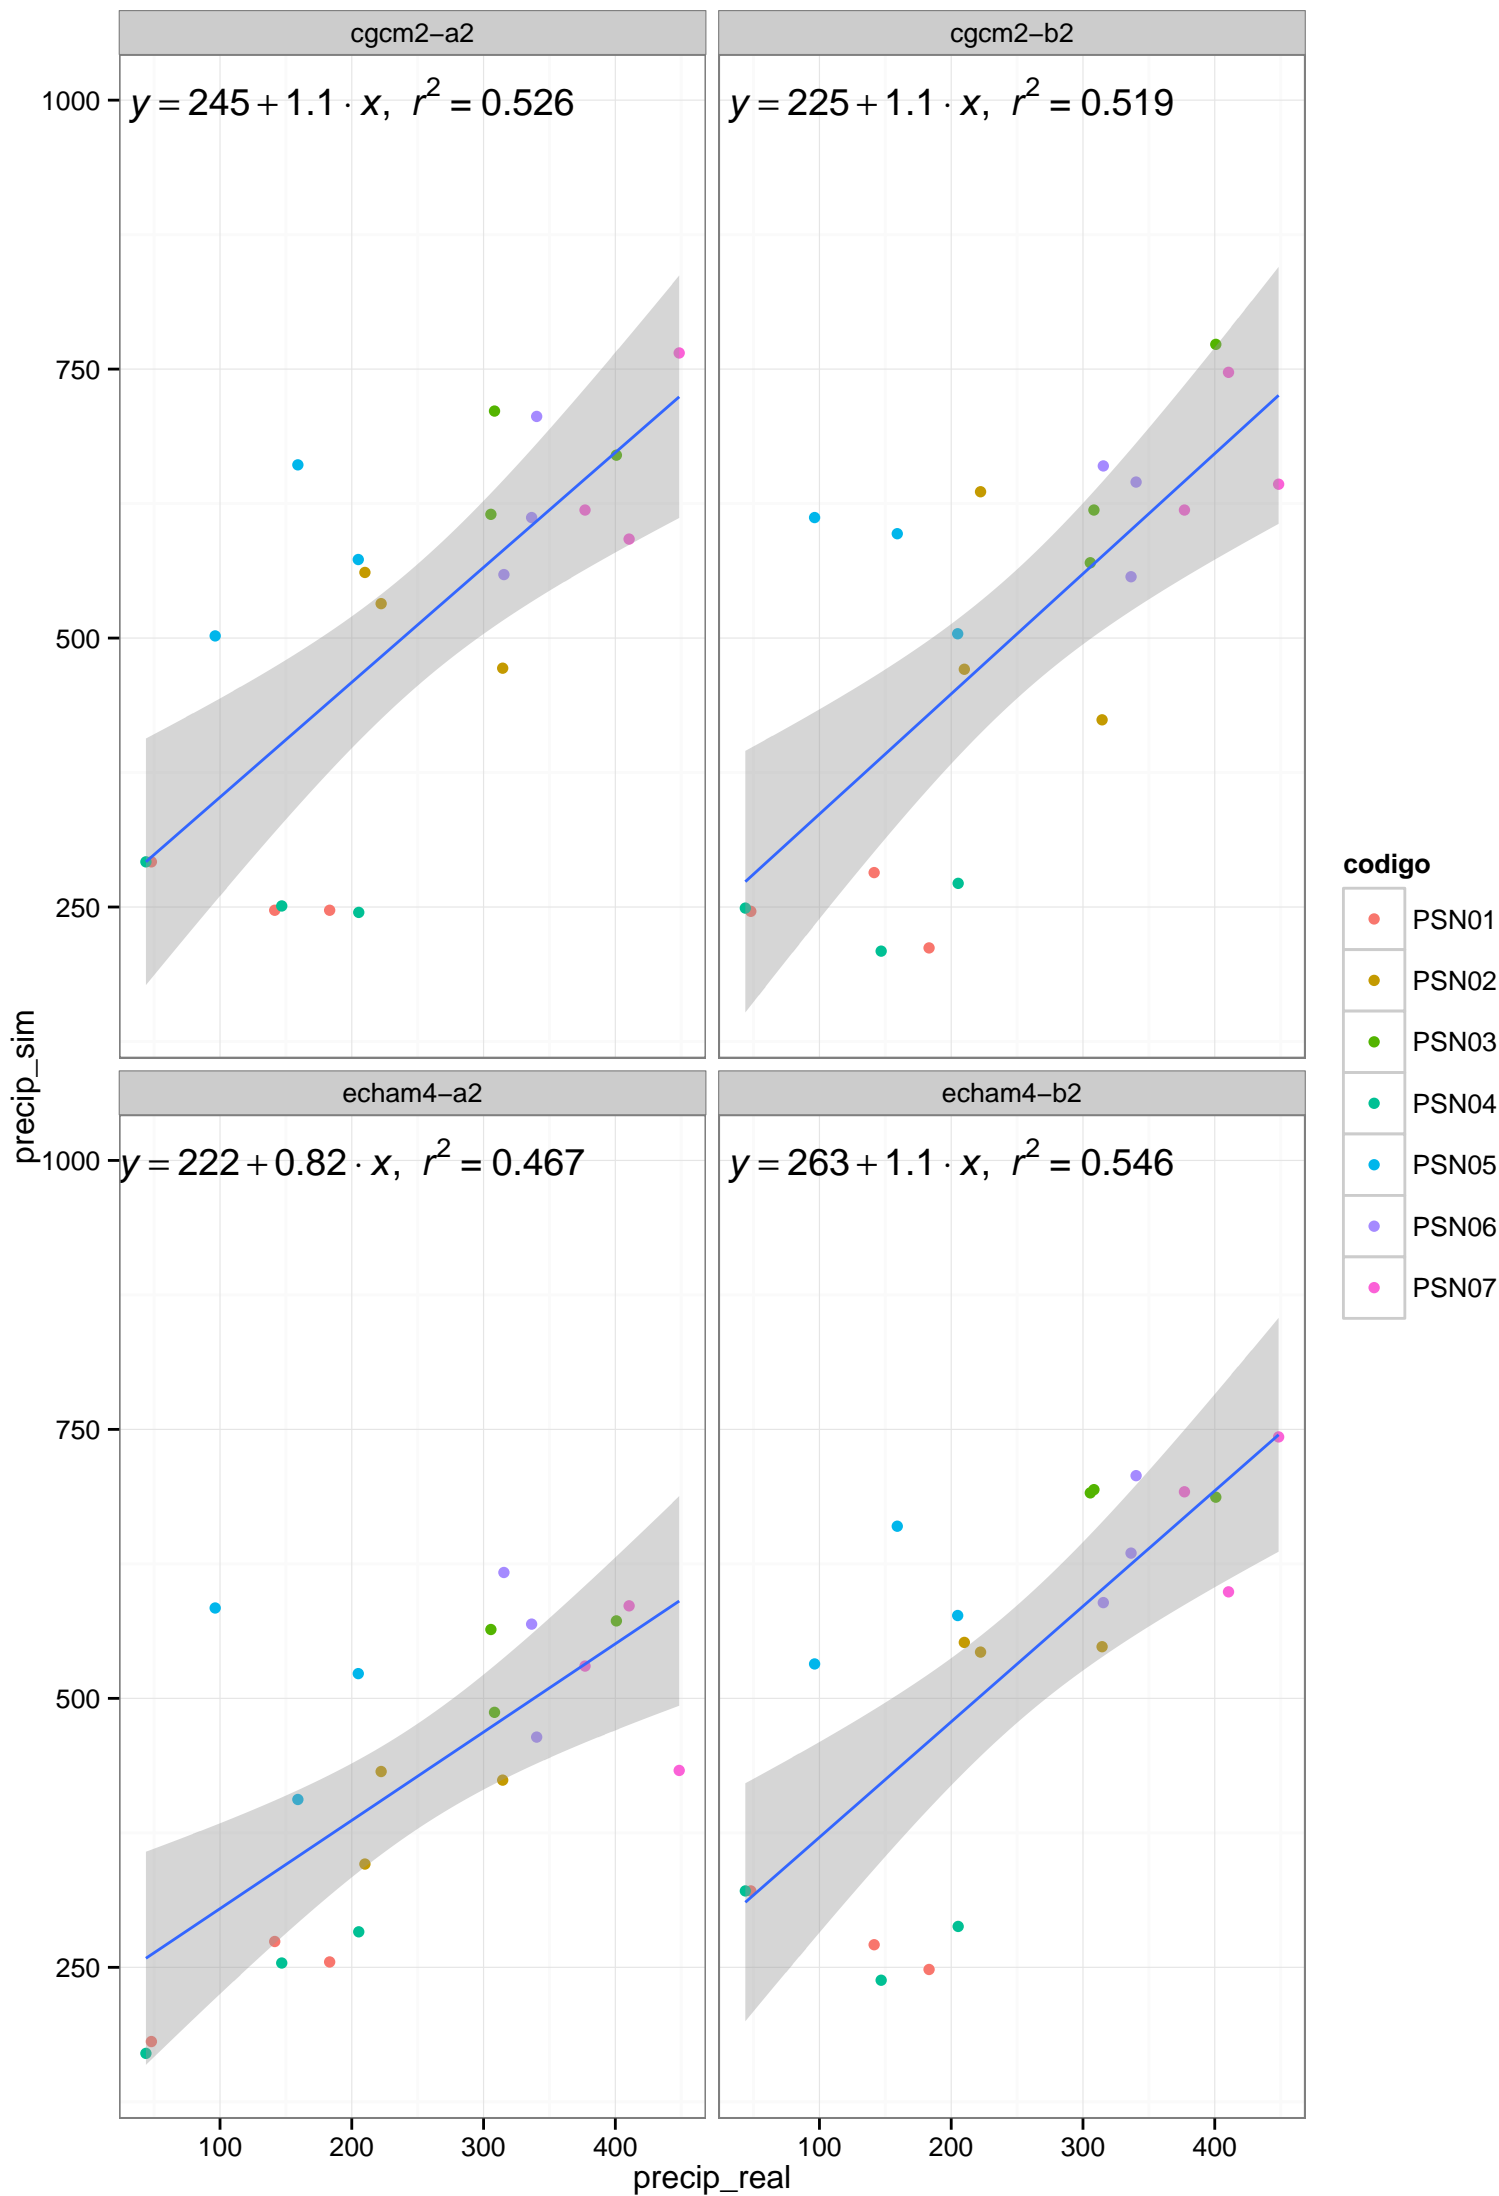 cgcm2−a2
cgcm2−b2
y = 245 + 1.1 · x, r² = 0.526
y = 225 + 1.1 · x, r² = 0.519
1000
750
500
250
echam4−a2
echam4−b2
y = 222 + 0.82 · x, r² = 0.467
y = 263 + 1.1 · x, r² = 0.546
1000
750
500
250
100 200 300 400
100 200 300 400
precip_real
precip_sim
codigo
PSN01
PSN02
PSN03
PSN04
PSN05
PSN06
PSN07